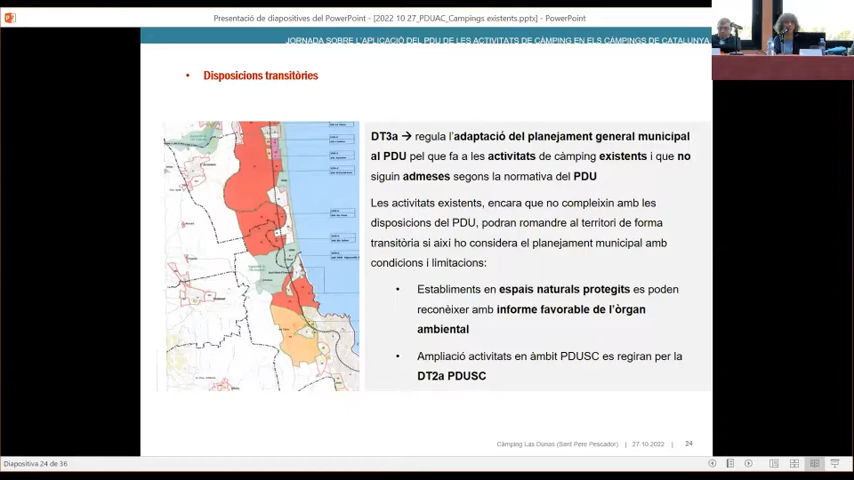 Presentació de diapositives del PowerPoint - [2022 10 27_PDUAC_Campings existents.pptx] - PowerPoint
JORNADA SOBRE L'APLICACIÓ DEL PDU DE LES ACTIVITATS DE CÀMPING EN ELS CÀMPINGS DE CATALUNYA
• Disposicions transitòries
DT3a → regula l'adaptació del planejament general municipal
al PDU pel que fa a les activitats de càmping existents i que no
siguin admeses segons la normativa del PDU
Les activitats existents, encara que no compleixin amb les
disposicions del PDU, podran romandre al territori de forma
transitòria si així ho considera el planejament municipal amb
condicions i limitacions:
• Establiments en espais naturals protegits es poden
reconèixer amb informe favorable de l'òrgan
ambiental
• Ampliació activitats en àmbit PDUSC es regiran per la
DT2a PDUSC
Càmping Las Dunas (Sant Pere Pescador) | 27.10.2022 | 24
Diapositiva 24 de 36